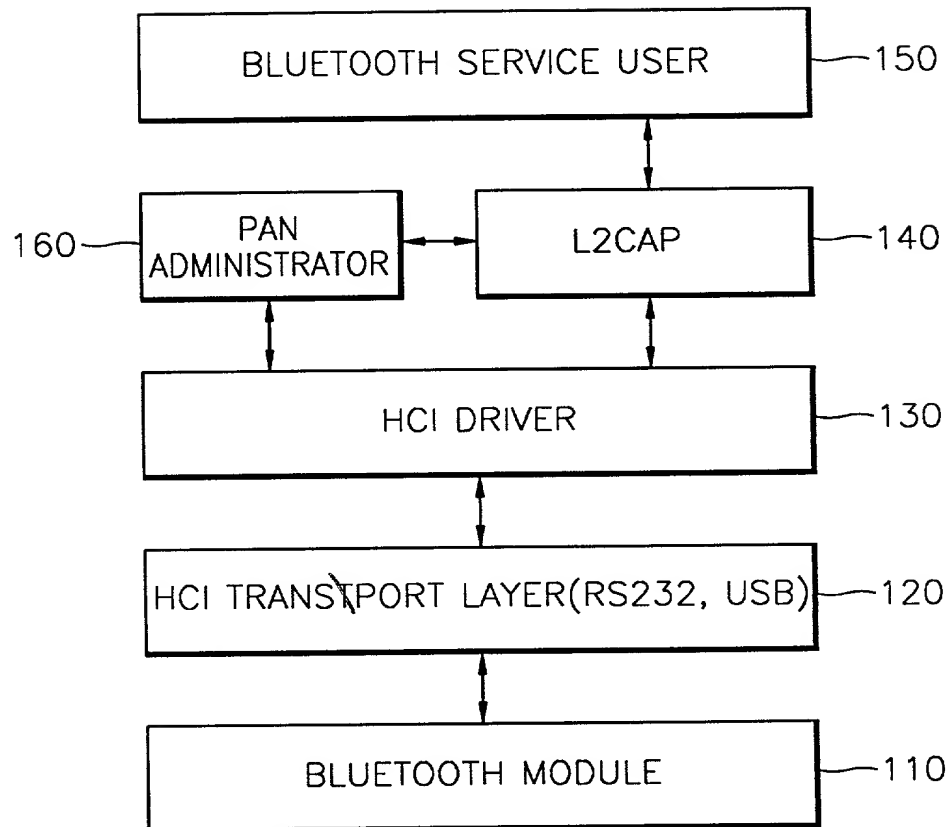 BLUETOOTH SERVICE USER
150
160
PAN
ADMINISTRATOR
L2CAP
140
HCI DRIVER
130
HCI TRANSTPORT LAYER(RS232, USB)
120
BLUETOOTH MODULE
110